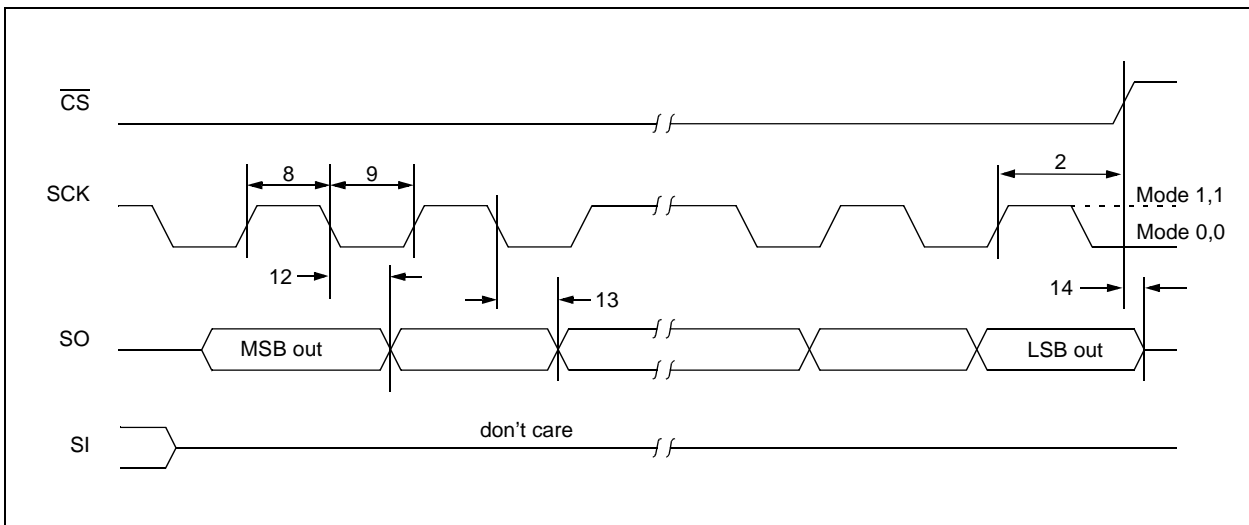 CS
SCK
8
9
2
Mode 1,1
Mode 0,0
12
13
14
SO
MSB out
LSB out
SI
don't care